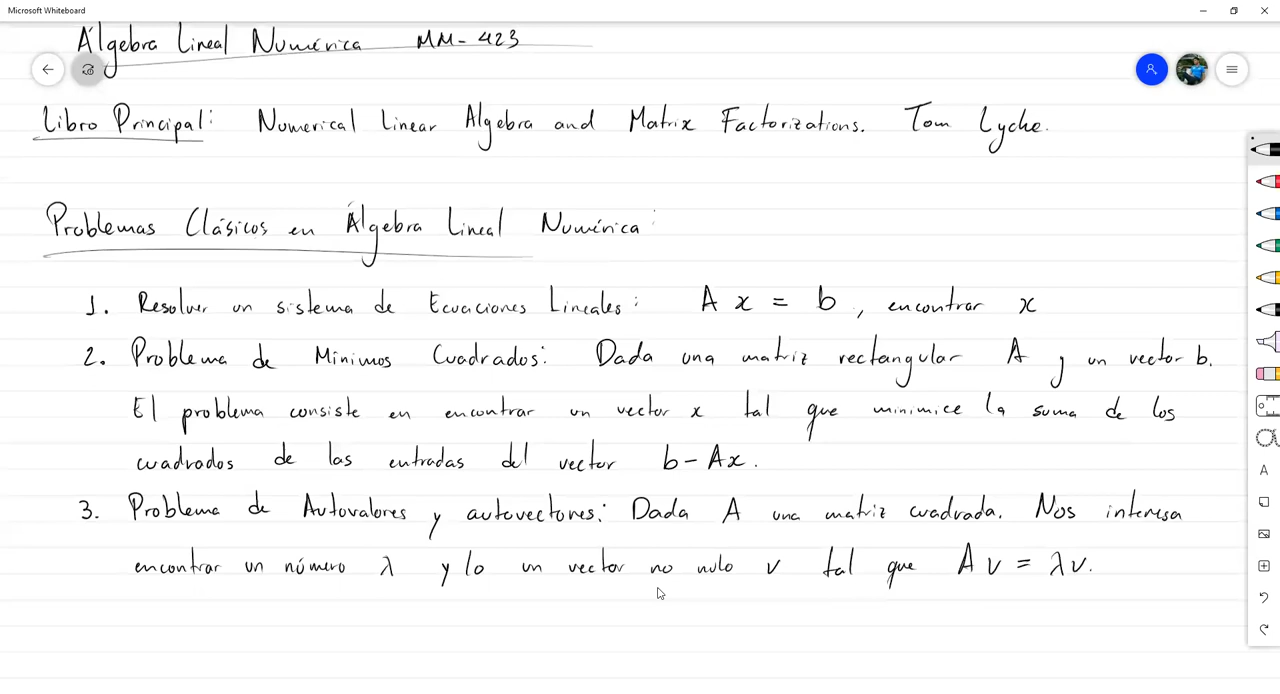 Microsoft Whiteboard
Álgebra Lineal Numérica MM-423
Libro Principal: Numerical Linear Algebra and Matrix Factorizations. Tom Lyche.
Problemas Clásicos en Álgebra Lineal Numérica:
1. Resolver un sistema de Ecuaciones Lineales: A x = b, encontrar x
2. Problema de Mínimos Cuadrados: Dada una matriz rectangular A y un vector b.
El problema consiste en encontrar un vector x tal que minimice la suma de los
cuadrados de las entradas del vector b-Ax.
3. Problema de Autovalores y autovectores: Dada A una matriz cuadrada. Nos interesa
encontrar un número λ y/o un vector no nulo v tal que A v = λv.
A